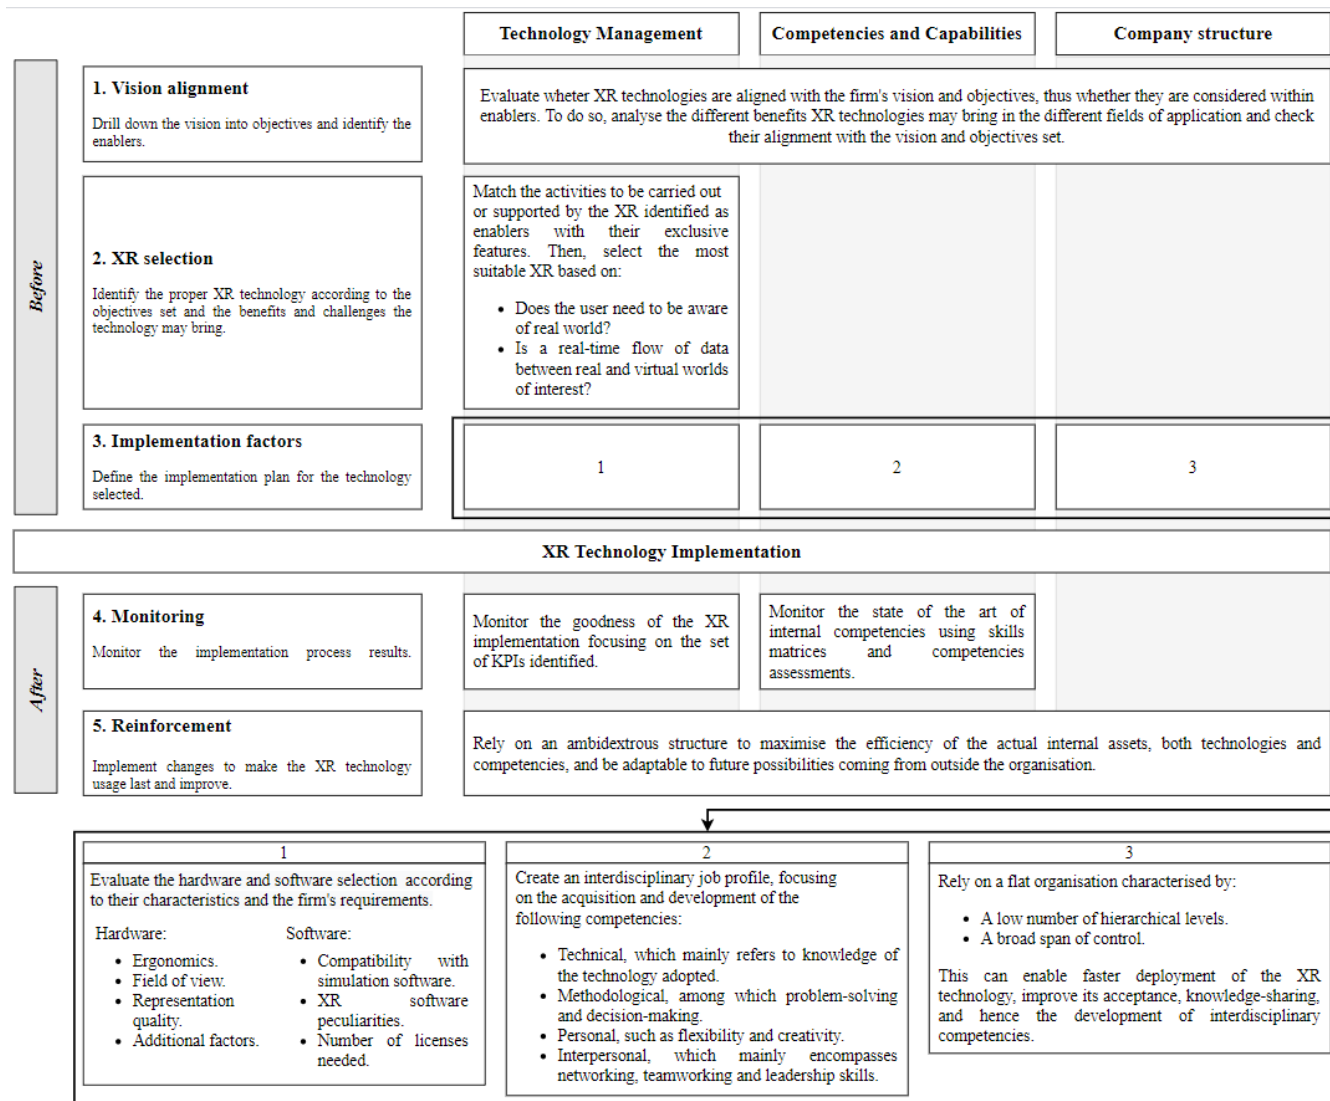 Technology Management
Competencies and Capabilities
Company structure
Before
1. Vision alignment
Drill down the vision into objectives and identify the
enablers.
Evaluate wheter XR technologies are aligned with the firm's vision and objectives, thus whether they are considered within
enablers. To do so, analyse the different benefits XR technologies may bring in the different fields of application and check
their alignment with the vision and objectives set.
2. XR selection
Identify the proper XR technology according to the
objectives set and the benefits and challenges the
technology may bring.
Match the activities to be carried out
or supported by the XR identified as
enablers with their exclusive
features. Then, select the most
suitable XR based on:
• Does the user need to be aware
of real world?
• Is a real-time flow of data
between real and virtual worlds
of interest?
3. Implementation factors
Define the implementation plan for the technology
selected.
1
2
3
XR Technology Implementation
After
4. Monitoring
Monitor the implementation process results.
Monitor the goodness of the XR
implementation focusing on the set
of KPIs identified.
Monitor the state of the art of
internal competencies using skills
matrices and competencies
assessments.
5. Reinforcement
Implement changes to make the XR technology
usage last and improve.
Rely on an ambidextrous structure to maximise the efficiency of the actual internal assets, both technologies and
competencies, and be adaptable to future possibilities coming from outside the organisation.
1
Evaluate the hardware and software selection according
to their characteristics and the firm's requirements.
Hardware:
• Ergonomics.
• Field of view.
• Representation
quality.
• Additional factors.
Software:
• Compatibility with
simulation software.
• XR software
peculiarities.
• Number of licenses
needed.
2
Create an interdisciplinary job profile, focusing
on the acquisition and development of the
following competencies:
• Technical, which mainly refers to knowledge of
the technology adopted.
• Methodological, among which problem-solving
and decision-making.
• Personal, such as flexibility and creativity.
• Interpersonal, which mainly encompasses
networking, teamworking and leadership skills.
3
Rely on a flat organisation characterised by:
• A low number of hierarchical levels.
• A broad span of control.
This can enable faster deployment of the XR
technology, improve its acceptance, knowledge-sharing,
and hence the development of interdisciplinary
competencies.